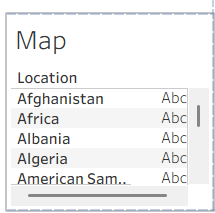 Map
Location
Afghanistan Abc
Africa Abc
Albania Abc
Algeria Abc
American Sam.. Abc